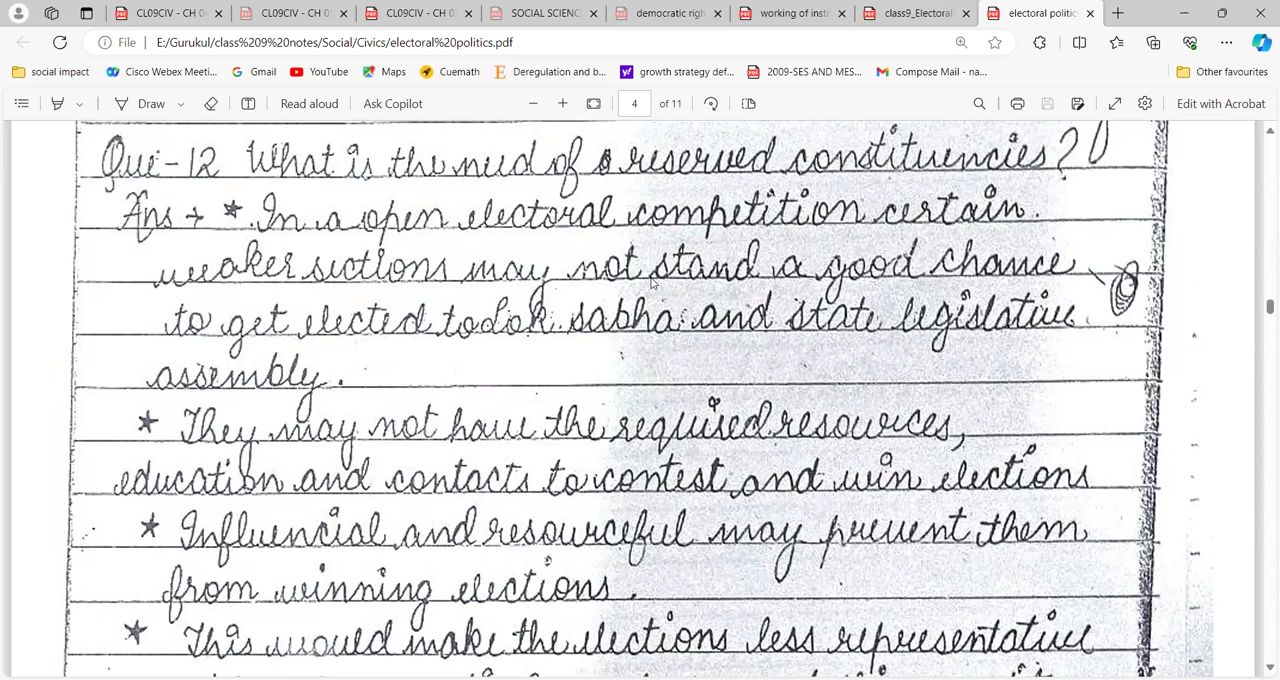 CL09CIV - CH 0
CL09CIV - CH 0
CL09CIV - CH 0
SOCIAL SCIENC
democratic righ
working of insti
class9_Electoral
electoral politic
File
E:/Gurukul/class%209%20notes/Social/Civics/electoral%20politics.pdf
social impact
Cisco Webex Meeti...
Gmail
YouTube
Maps
Cuemath
Deregulation and b...
growth strategy def...
2009-SES AND MES...
Compose Mail - na...
Other favourites
Draw
Read aloud
Ask Copilot
4
of 11
Edit with Acrobat
Que - 12 What is the need of reserved constituencies?
Ans → * In a open electoral competition certain
weaker sections may not stand a good chance
to get elected to Lok sabha and state legislative
assembly.
* They may not have the required resources,
education and contacts to contest and win elections
* Influencial and resourceful may prevent them
from winning elections.
* This would make the elections less representative